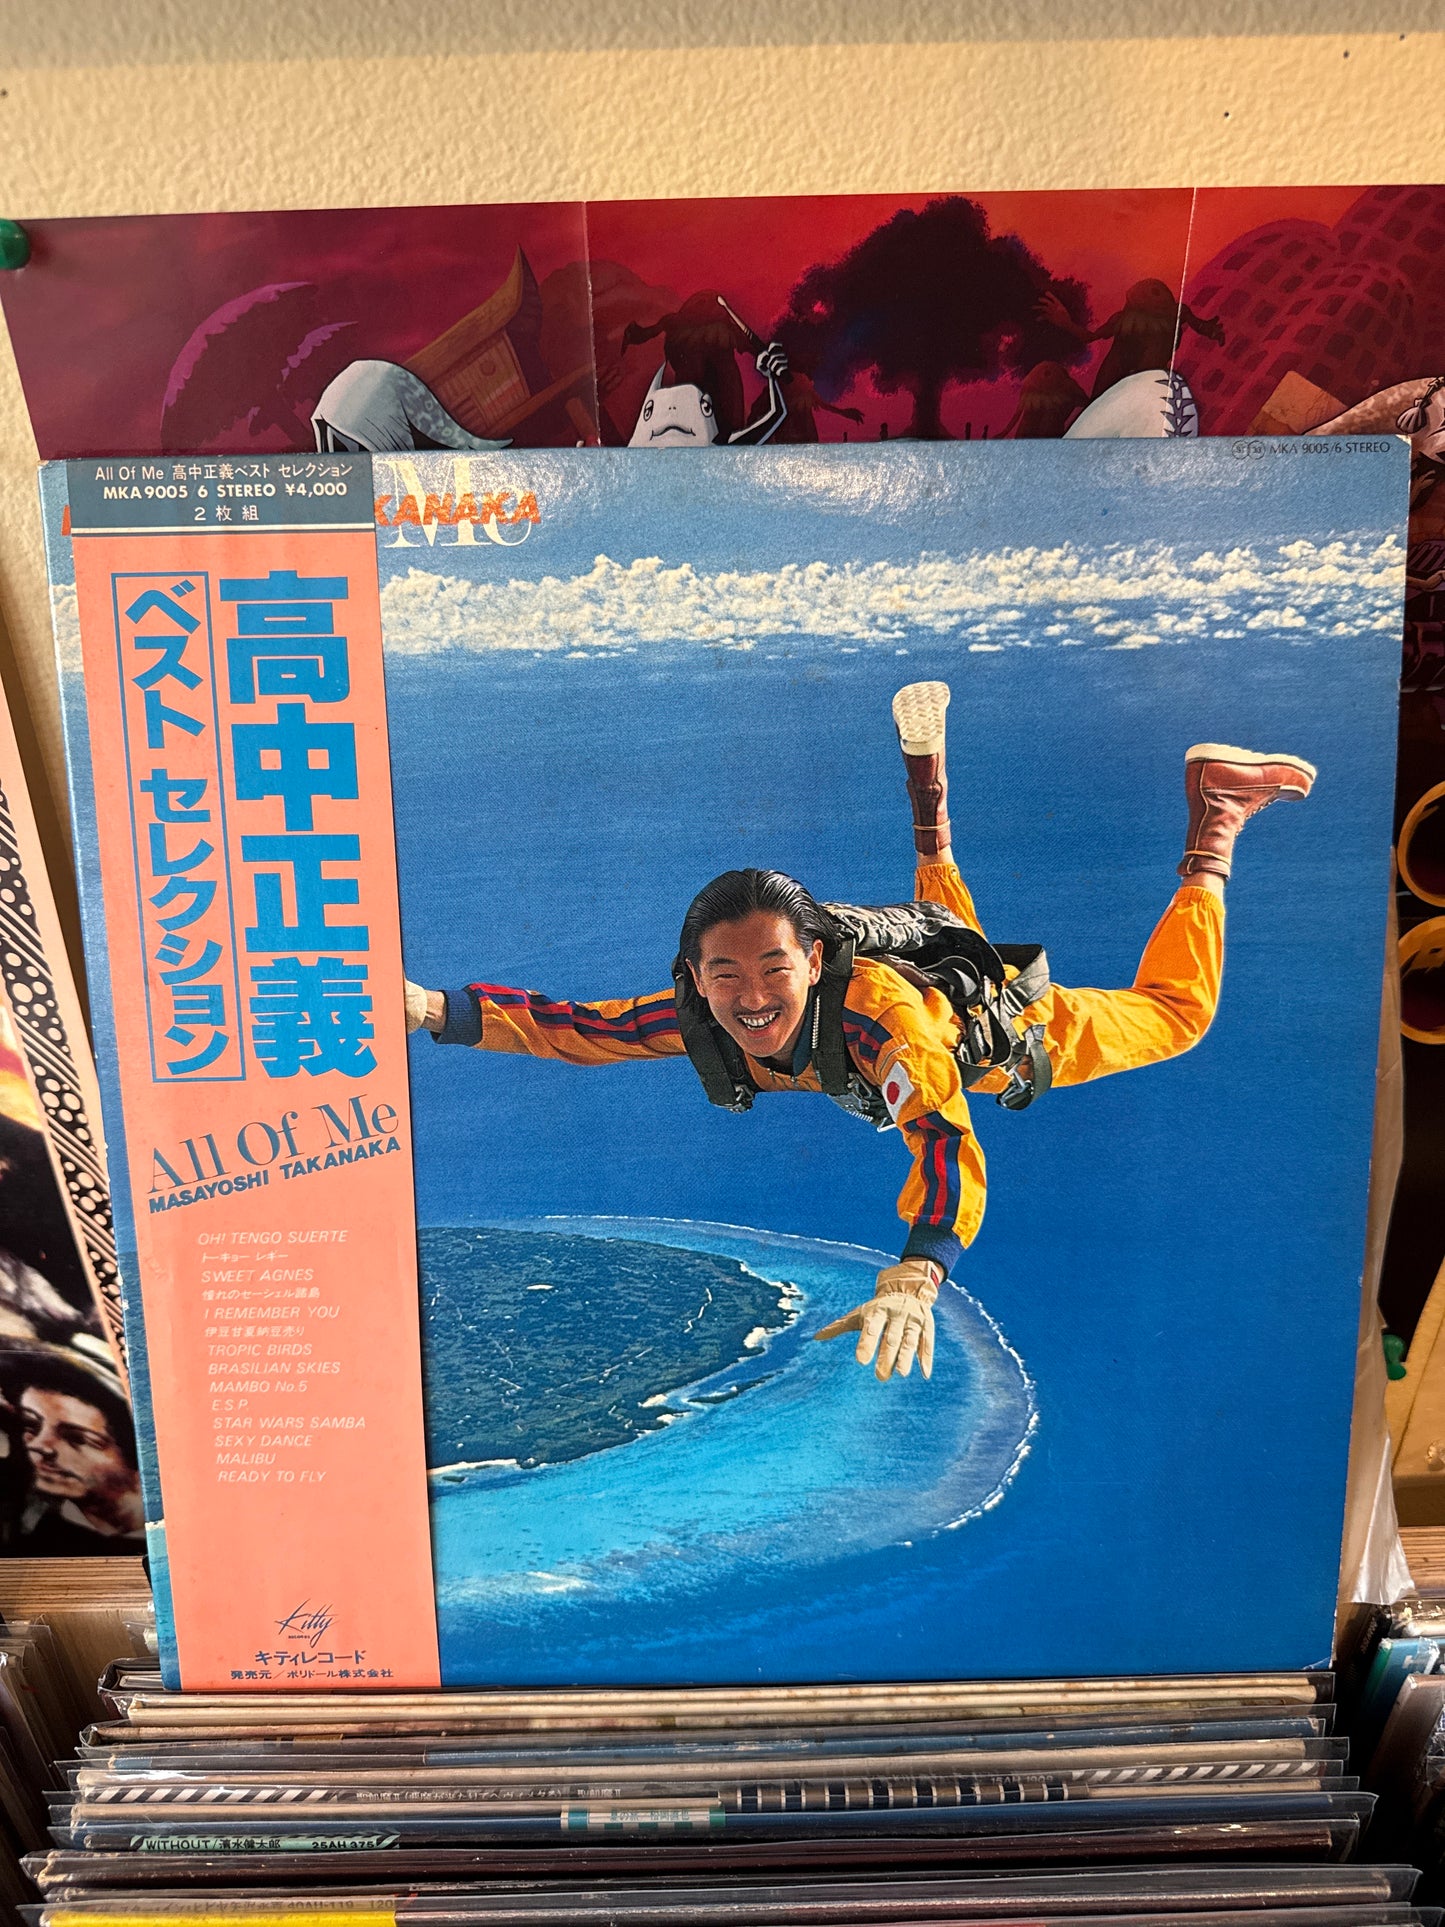 All Of Me 高中正義ベスト セレクション
MKA 9005/6 STEREO ¥4,000
2枚組
高中正義
ベスト セレクション
All Of Me
MASAYOSHI TAKANAKA
OH! TENGO SUERTE
トーキョー レギー
SWEET AGNES
憧れのセーシェル諸島
I REMEMBER YOU
伊豆甘夏納豆売り
TROPIC BIRDS
BRASILIAN SKIES
MAMBO No.5
E.S.P.
STAR WARS SAMBA
SEXY DANCE
MALIBU
READY TO FLY
Kitty
RECORDS
キティレコード
発売元/ポリドール株式会社
Me
KANAKA
MKA 9005/6 STEREO
WITHOUT/清水健太郎 25AH 375
40AH-119